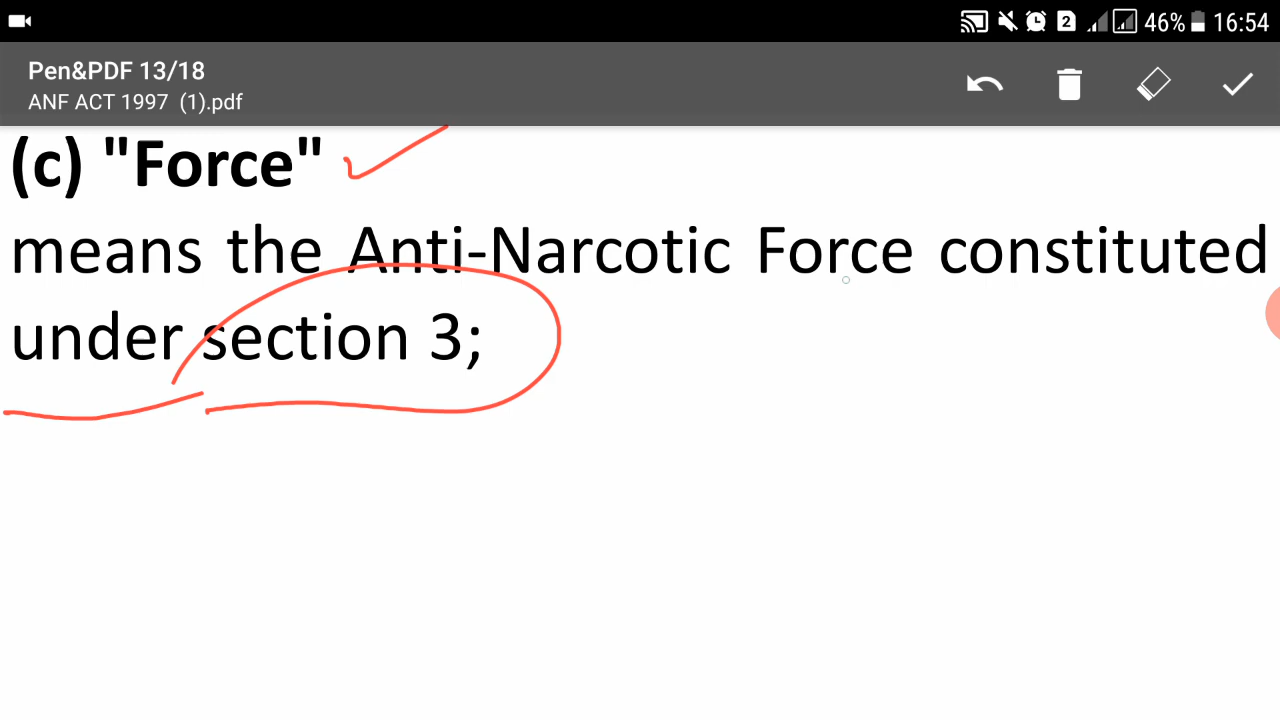 2 46% 16:54
Pen&PDF 13/18
ANF ACT 1997 (1).pdf
(c) "Force"
means the Anti-Narcotic Force constituted
under section 3;